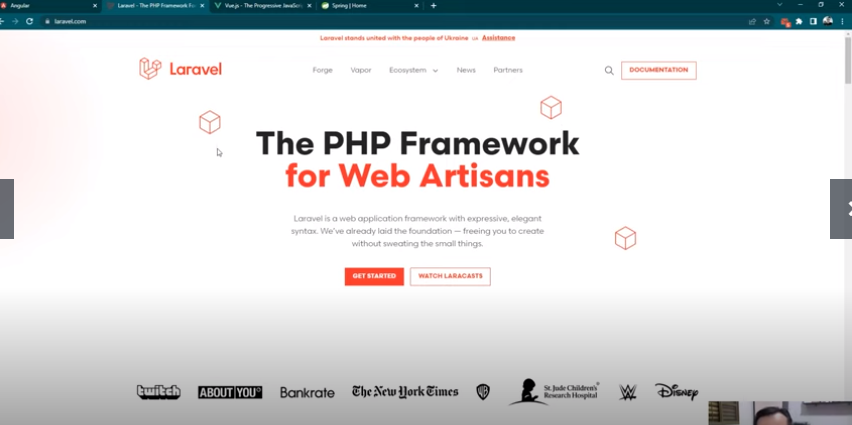 Angular
Laravel - The PHP Framework Fo
Vue.js - The Progressive JavaScri
Spring | Home
laravel.com
Laravel stands united with the people of Ukraine UA Assistance
Laravel
Forge
Vapor
Ecosystem
News
Partners
DOCUMENTATION
The PHP Framework
for Web Artisans
Laravel is a web application framework with expressive, elegant
syntax. We've already laid the foundation — freeing you to create
without sweating the small things.
GET STARTED
WATCH LARACASTS
twitch
ABOUT YOU°
Bankrate
The New York Times
WB
St. Jude Children's®
Research Hospital
W
Disney